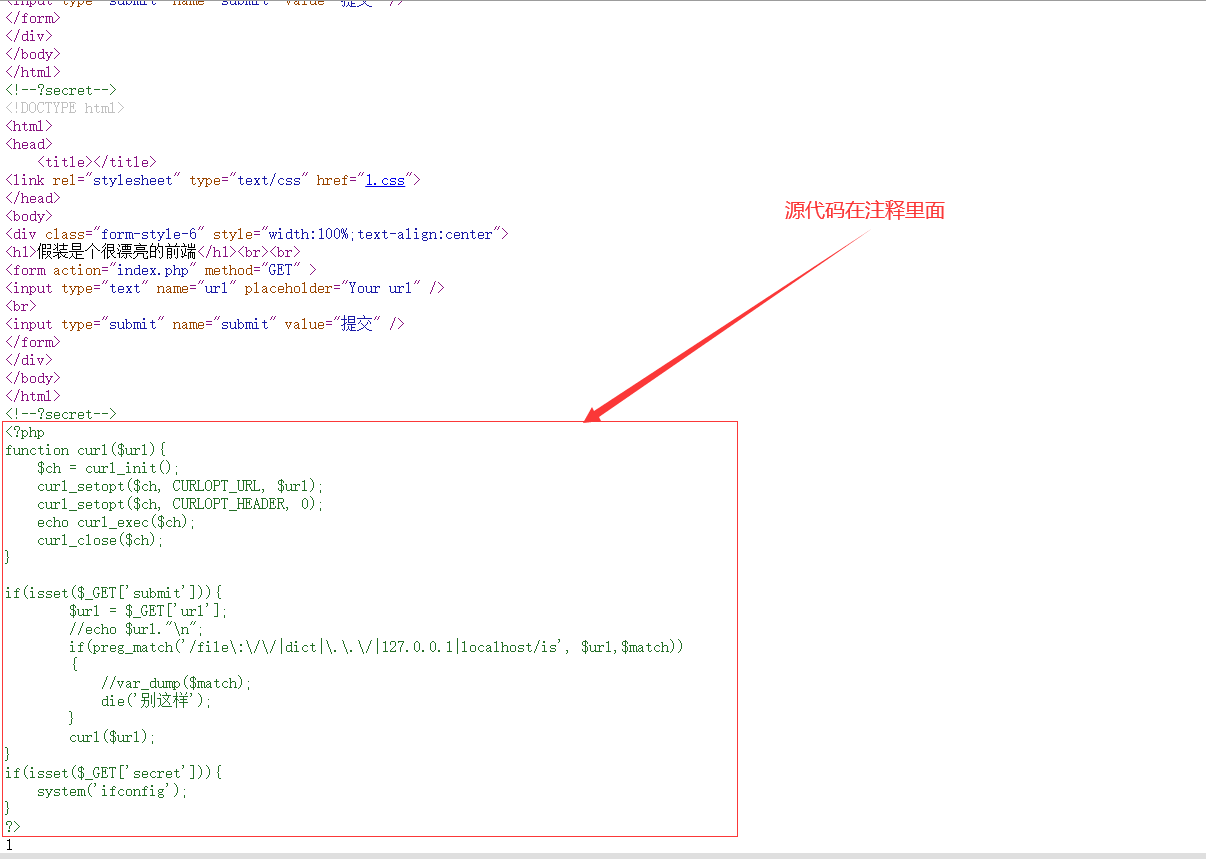 <input type="submit" name="submit" value="提交" />
</form>
</div>
</body>
</html>
<!--?secret-->
<!DOCTYPE html>
<html>
<head>
    <title></title>
<link rel="stylesheet" type="text/css" href="1.css">
</head>
<body>
<div class="form-style-6" style="width:100%;text-align:center">
<h1>假装是个很漂亮的前端</h1><br><br>
<form action="index.php" method="GET" >
<input type="text" name="url" placeholder="Your url" />
<br>
<input type="submit" name="submit" value="提交" />
</form>
</div>
</body>
</html>
<!--?secret-->
源代码在注释里面
<?php
function curl($url){
    $ch = curl_init();
    curl_setopt($ch, CURLOPT_URL, $url);
    curl_setopt($ch, CURLOPT_HEADER, 0);
    echo curl_exec($ch);
    curl_close($ch);
}

if(isset($_GET['submit'])){
        $url = $_GET['url'];
        //echo $url."\n";
        if(preg_match('/file\:\/\/|dict|\.\.\/|127.0.0.1|localhost/is', $url,$match))
        {
            //var_dump($match);
            die('别这样');
        }
        curl($url);
}
if(isset($_GET['secret'])){
    system('ifconfig');
}
?>
1